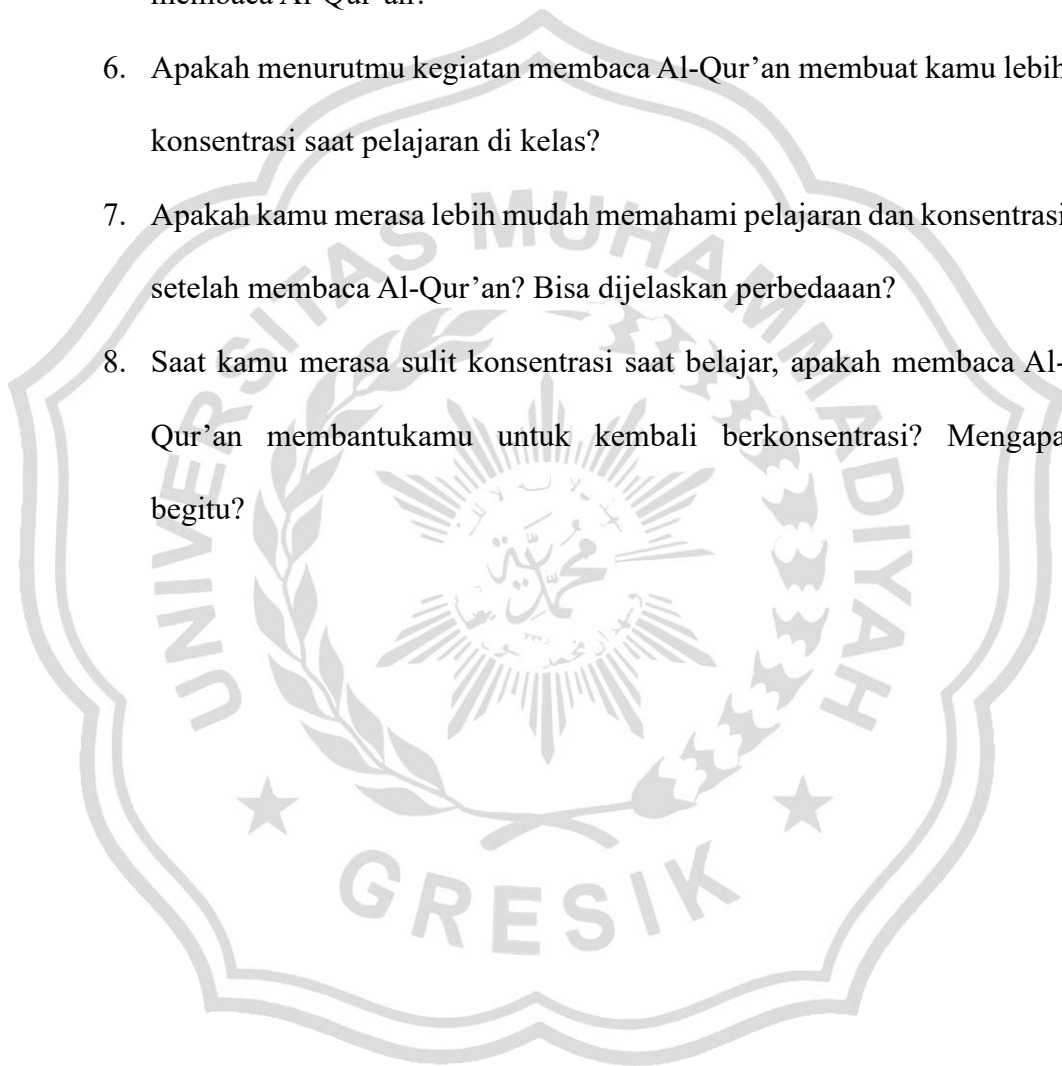 membaca Al-Qur’an?
6. Apakah menurutmu kegiatan membaca Al-Qur’an membuat kamu lebih
konsentrasi saat pelajaran di kelas?
7. Apakah kamu merasa lebih mudah memahami pelajaran dan konsentrasi
setelah membaca Al-Qur’an? Bisa dijelaskan perbedaaan?
8. Saat kamu merasa sulit konsentrasi saat belajar, apakah membaca Al-
Qur’an membantukamu untuk kembali berkonsentrasi? Mengapa
begitu?
UNIVERSITAS MUHAMMADIYAH
محمد
GRESIK